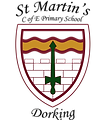 St Martin's
C of E Primary School
Dorking